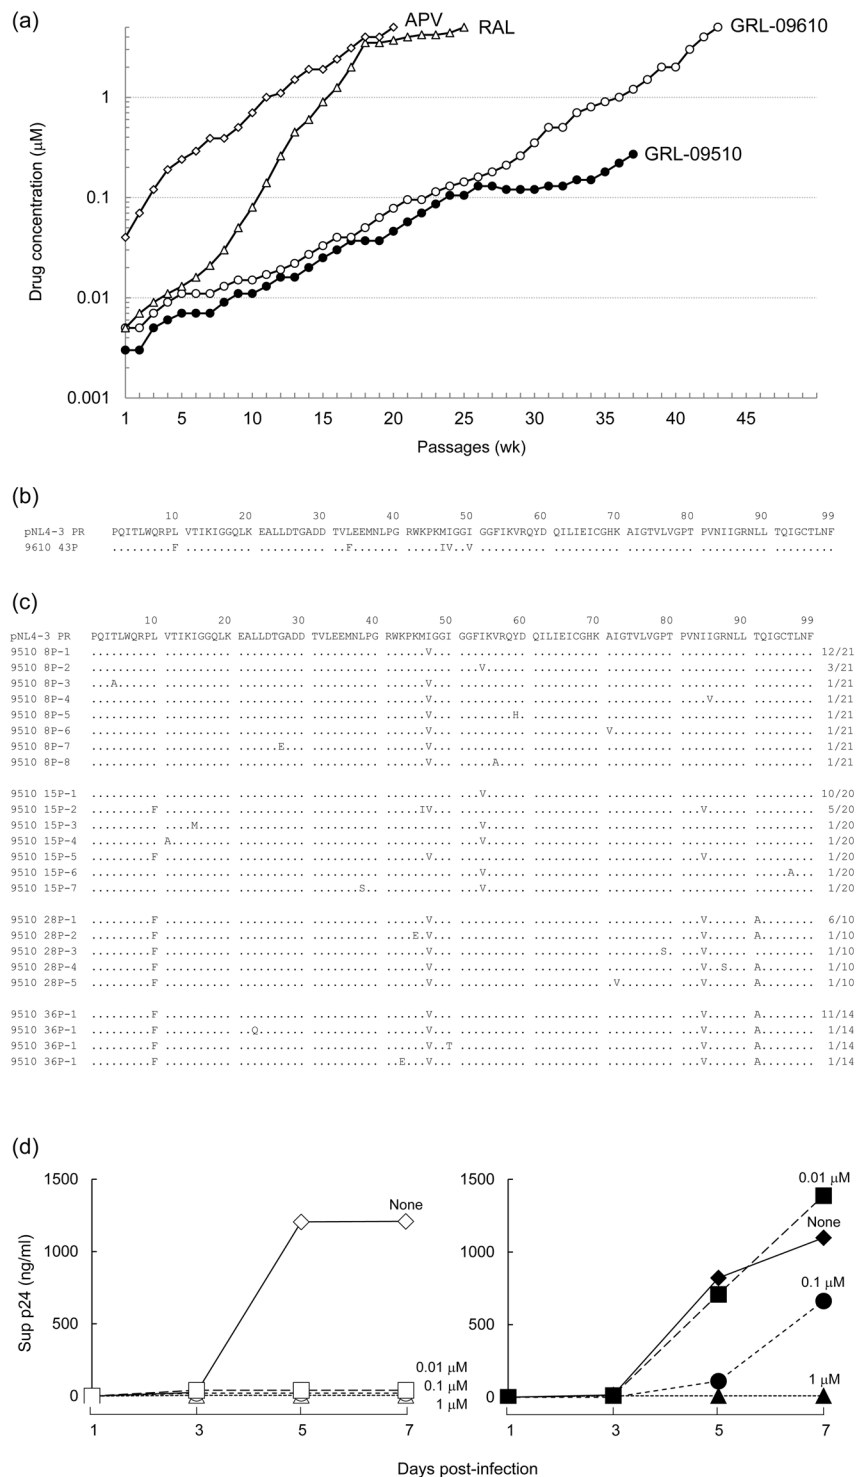 (a)
APV
RAL
GRL-09610
GRL-09510
Drug concentration (μM)
1
0.1
0.01
0.001
1 5 10 15 20 25 30 35 40 45
Passages (wk)
(b)
10 20 30 40 50 60 70 80 90 99
pNL4-3 PR PQITLWQRPL VTIKIGGQLK EALLDTGADD TVLEEMNLPG RWKPKMIGGI GGFIKVRQYD QILIEICGHK AIGTVLVGPT PVNIIGRNLL TQIGCTLNF
9610 43P .........F .......... .......... ..F....... .....IV..V .......... .......... .......... .......... .........
(c)
10 20 30 40 50 60 70 80 90 99
pNL4-3 PR PQITLWQRPL VTIKIGGQLK EALLDTGADD TVLEEMNLPG RWKPKMIGGI GGFIKVRQYD QILIEICGHK AIGTVLVGPT PVNIIGRNLL TQIGCTLNF
9510 8P-1 .......... .......... .......... .......... ......V... .......... .......... .......... .......... ......... 12/21
9510 8P-2 .......... .......... .......... .......... .......... ...V...... .......... .......... .......... ......... 3/21
9510 8P-3 ...A...... .......... .......... .......... ......V... .......... .......... .......... .......... ......... 1/21
9510 8P-4 .......... .......... .......... .......... ......V... .......... .......... .......... ....V..... ......... 1/21
9510 8P-5 .......... .......... .......... .......... ......V... ........H. .......... .......... .......... ......... 1/21
9510 8P-6 .......... .......... .......... .......... ......V... .......... .......... V......... .......... ......... 1/21
9510 8P-7 .......... .......... ......E... .......... ......V... .......... .......... .......... .......... ......... 1/21
9510 8P-8 .......... .......... .......... .......... ......V... .....A.... .......... .......... .......... ......... 1/21
9510 15P-1 .......... .......... .......... .......... .......... ...V...... .......... .......... .......... ......... 10/20
9510 15P-2 .........F .......... .......... .......... .....IV... .......... .......... .......... ...V...... ......... 5/20
9510 15P-3 .......... ....M..... .......... .......... .......... ...V...... .......... .......... .......... ......... 1/20
9510 15P-4 .......... A......... .......... .......... .......... ...V...... .......... .......... .......... ......... 1/20
9510 15P-5 .........F .......... .......... .......... ......V... .......... .......... .......... ...V...... ......... 1/20
9510 15P-6 .......... .......... .......... .......... .......... ...V...... .......... .......... .......... .....A... 1/20
9510 15P-7 .......... .......... .......... .......S.. .......... ...V...... .......... .......... .......... ......... 1/20
9510 28P-1 .........F .......... .......... .......... ......V... .......... .......... .......... ...V...... A........ 6/10
9510 28P-2 .........F .......... .......... .......... ....E.V... .......... .......... .......... ...V...... A........ 1/10
9510 28P-3 .........F .......... .......... .......... ......V... .......... .......... ........S. ...V...... A........ 1/10
9510 28P-4 .........F .......... .......... .......... ......V... .......... .......... .......... ...V..S... A........ 1/10
9510 28P-5 .........F .......... .......... .......... ......V... .......... .......... .V........ ...V...... A........ 1/10
9510 36P-1 .........F .......... .......... .......... ......V... .......... .......... .......... ...V...... A........ 11/14
9510 36P-1 .........F .......... ..Q....... .......... ......V... .......... .......... .......... ...V...... A........ 1/14
9510 36P-1 .........F .......... .......... .......... ......V..T .......... .......... .......... ...V...... A........ 1/14
9510 36P-1 .........F .......... .......... .......... ..E...V... .......... .......... .......... ...V...... A........ 1/14
(d)
Sup p24 (ng/ml)
1500
1000
500
0
None
0.01 μM
0.1 μM
1 μM
1 3 5 7
1500
1000
500
0
0.01 μM
None
0.1 μM
1 μM
1 3 5 7
Days post-infection